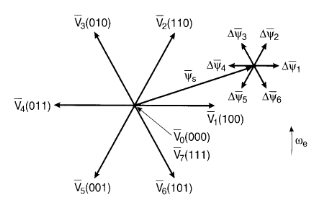 V̅₃(010)
V̅₂(110)
Δψ̅₃
Δψ̅₂
Δψ̅₄
Δψ̅₁
ψ̅ₛ
Δψ̅₅
Δψ̅₆
V̅₄(011)
V̅₁(100)
V̅₀(000)
V̅₇(111)
ωₑ
V̅₅(001)
V̅₆(101)